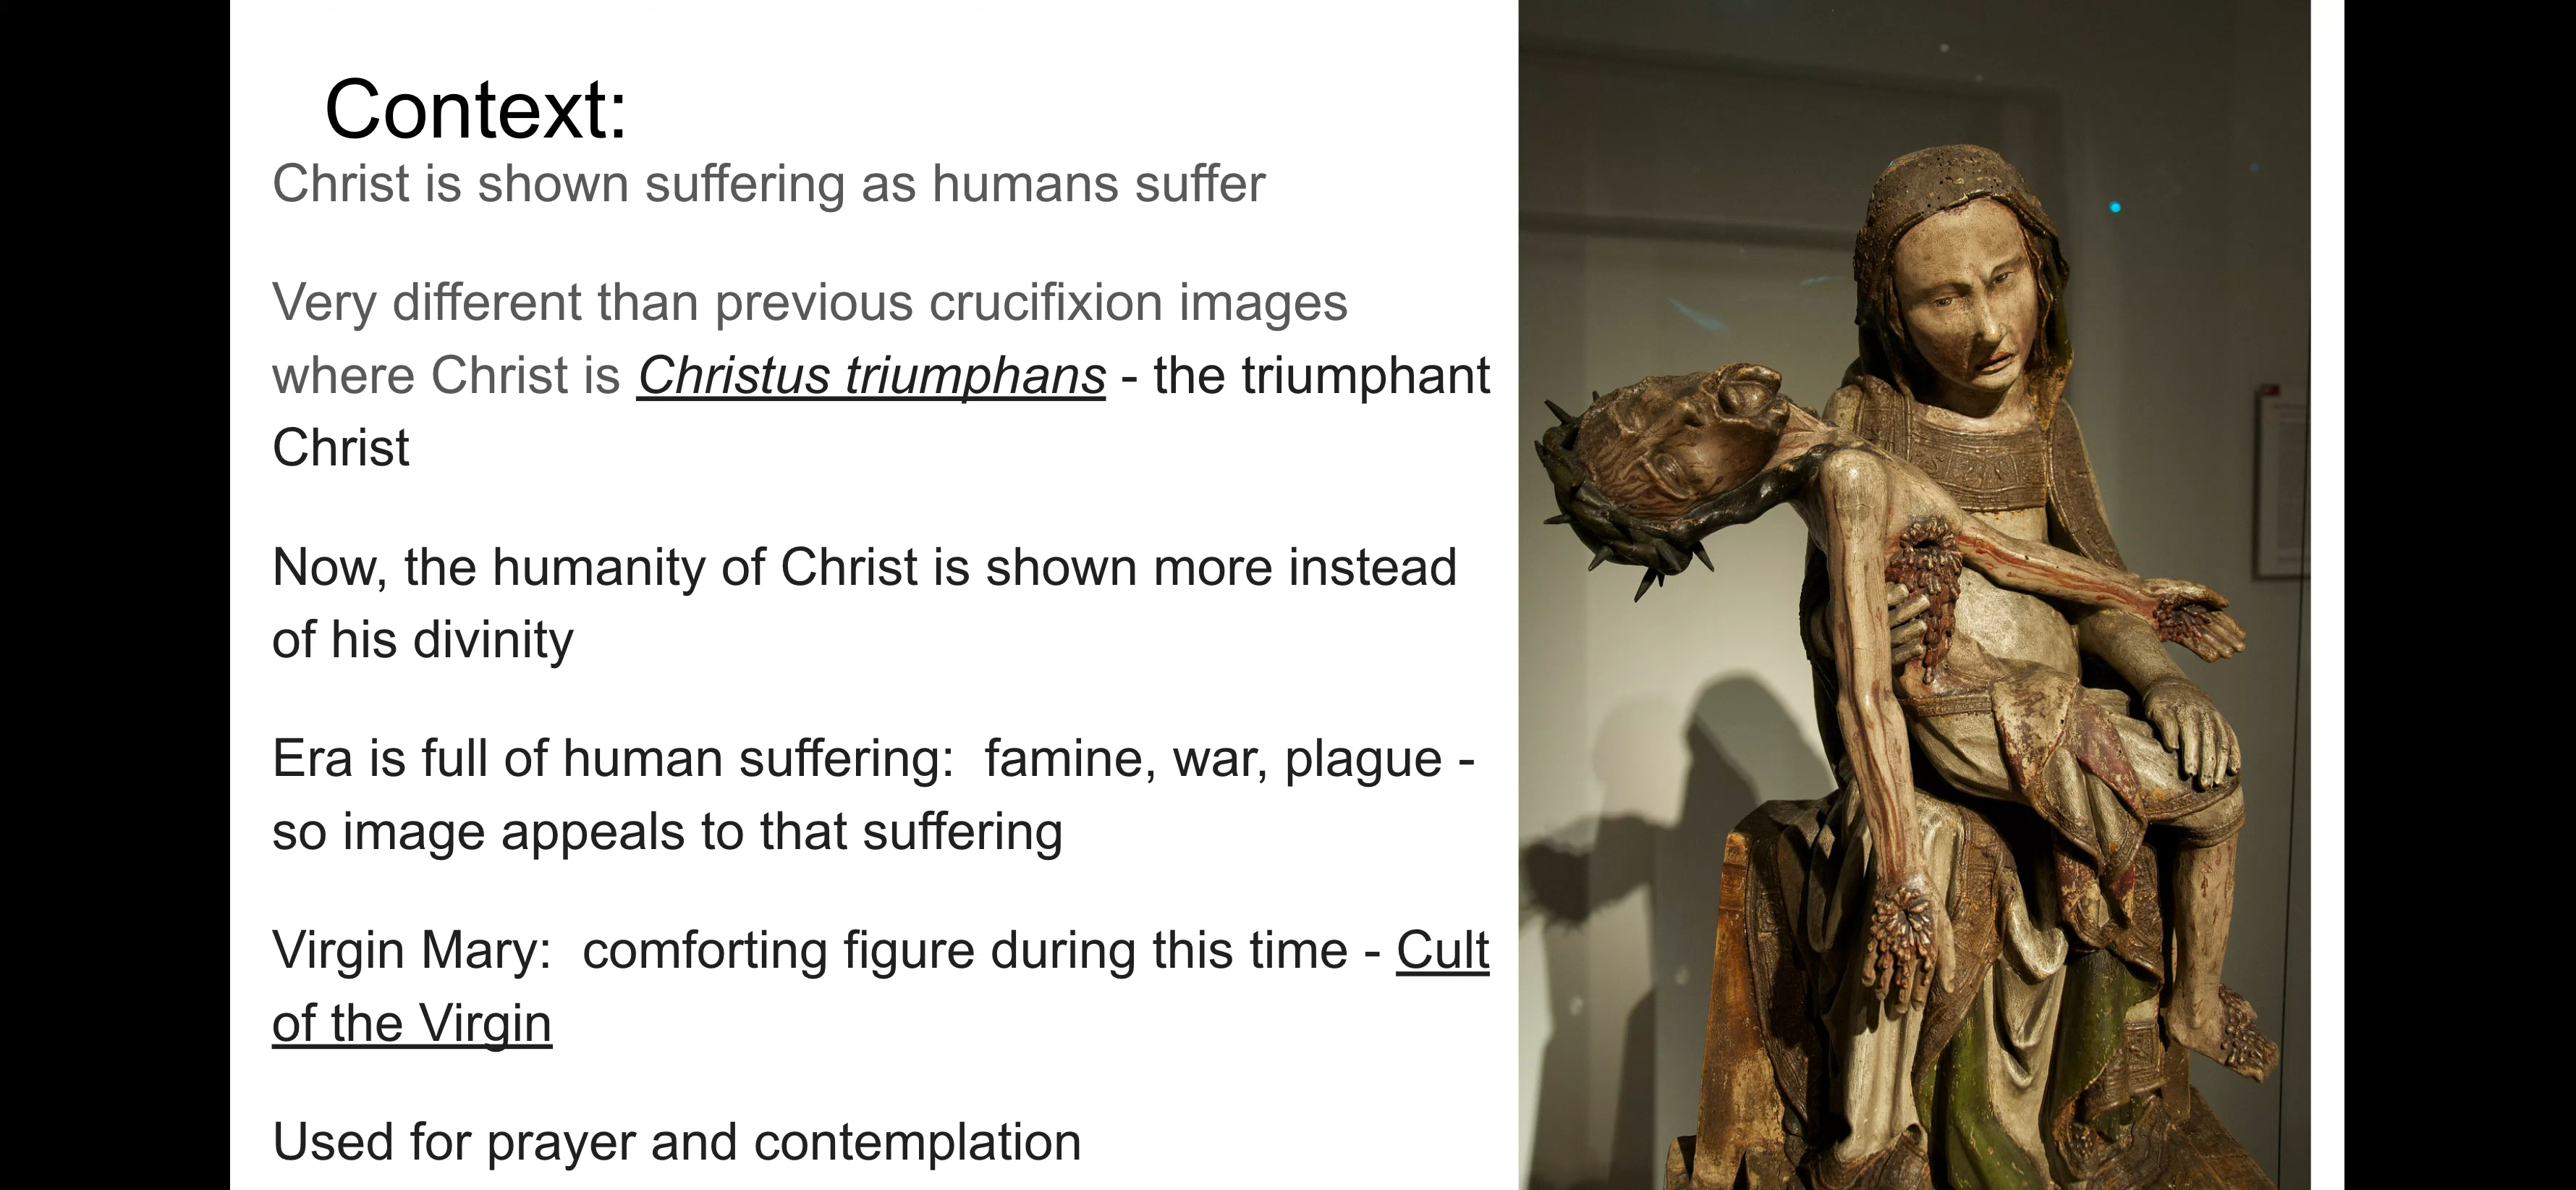 Context:
Christ is shown suffering as humans suffer
Very different than previous crucifixion images
where Christ is Christus triumphans - the triumphant
Christ
Now, the humanity of Christ is shown more instead
of his divinity
Era is full of human suffering:  famine, war, plague -
so image appeals to that suffering
Virgin Mary:  comforting figure during this time - Cult
of the Virgin
Used for prayer and contemplation